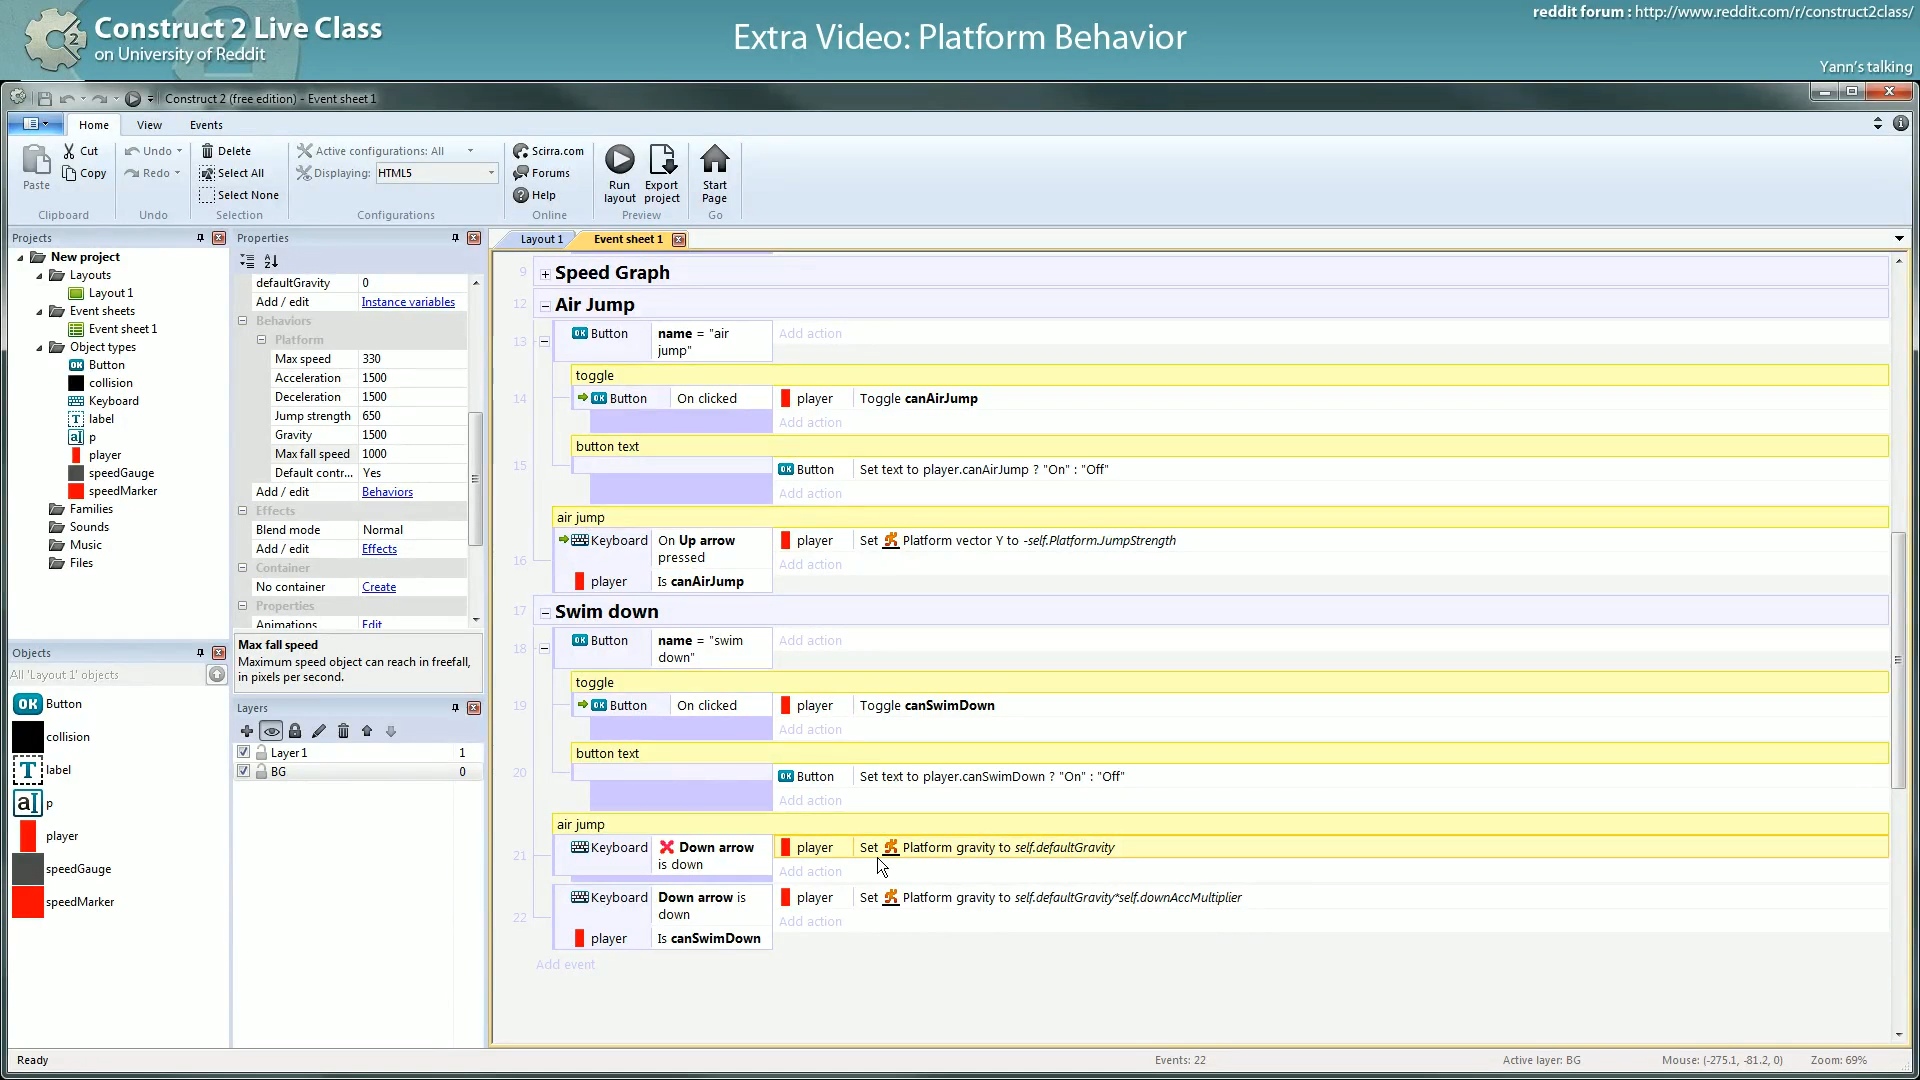 Construct 2 Live Class
on University of Reddit
Extra Video: Platform Behavior
reddit forum : http://www.reddit.com/r/construct2class/
Yann's talking
Construct 2 (free edition) - Event sheet 1
Home View Events
Paste
Cut
Copy
Clipboard
Undo
Redo
Undo
Delete
Select All
Select None
Selection
Active configurations: All
Displaying: HTML5
Configurations
Scirra.com
Forums
Help
Online
Run layout
Export project
Preview
Start Page
Go
Projects
New project
Layouts
Layout 1
Event sheets
Event sheet 1
Object types
Button
collision
Keyboard
label
p
player
speedGauge
speedMarker
Families
Sounds
Music
Files
Objects
All 'Layout 1' objects
OK Button
collision
T label
aI p
player
speedGauge
speedMarker
Properties
defaultGravity 0
Add / edit Instance variables
Behaviors
Platform
Max speed 330
Acceleration 1500
Deceleration 1500
Jump strength 650
Gravity 1500
Max fall speed 1000
Default contr... Yes
Add / edit Behaviors
Effects
Blend mode Normal
Add / edit Effects
Container
No container Create
Properties
Animations Edit
Max fall speed
Maximum speed object can reach in freefall,
in pixels per second.
Layers
Layer 1 1
BG 0
Layout 1 Event sheet 1
9 Speed Graph
12 Air Jump
13 OK Button name = "air jump" Add action
toggle
14 OK Button On clicked player Toggle canAirJump
Add action
button text
15 OK Button Set text to player.canAirJump ? "On" : "Off"
Add action
air jump
16 Keyboard On Up arrow pressed player Set Platform vector Y to -self.Platform.JumpStrength
Add action
player Is canAirJump
17 Swim down
18 OK Button name = "swim down" Add action
toggle
19 OK Button On clicked player Toggle canSwimDown
Add action
button text
20 OK Button Set text to player.canSwimDown ? "On" : "Off"
Add action
air jump
21 Keyboard Down arrow is down player Set Platform gravity to self.defaultGravity
Add action
22 Keyboard Down arrow is down player Set Platform gravity to self.defaultGravity*self.downAccMultiplier
Add action
player Is canSwimDown
Add event
Ready
Events: 22
Active layer: BG
Mouse: (-275.1, -81.2, 0)
Zoom: 69%